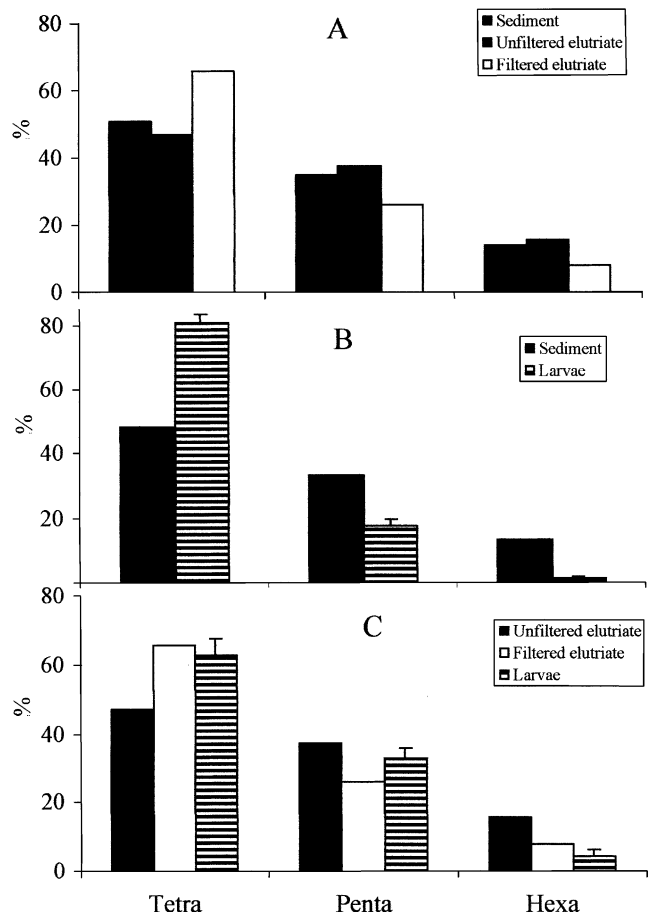 A
Sediment
Unfiltered elutriate
Filtered elutriate
80
60
%
40
20
0
B
Sediment
Larvae
80
60
%
40
20
C
Unfiltered elutriate
Filtered elutriate
Larvae
80
60
%
40
20
0
Tetra Penta Hexa